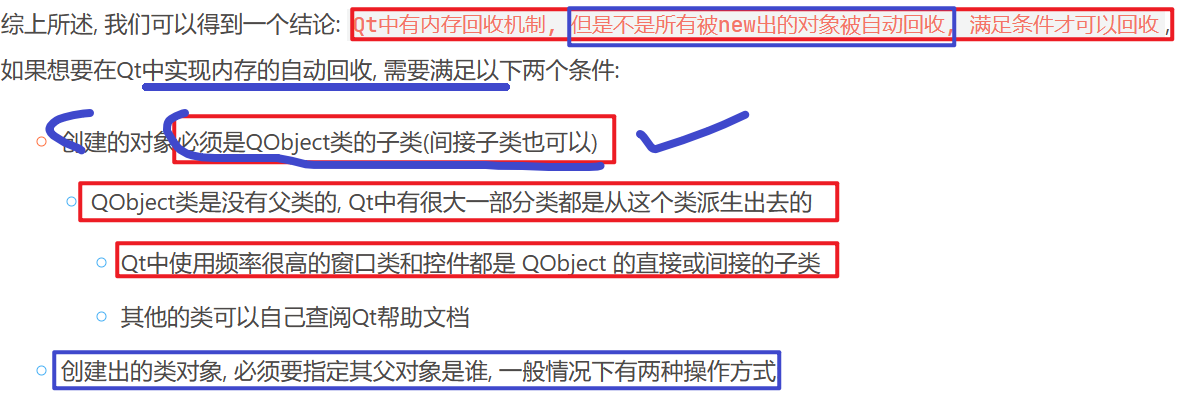 综上所述, 我们可以得到一个结论: Qt中有内存回收机制, 但是不是所有被new出的对象被自动回收, 满足条件才可以回收,
如果想要在Qt中实现内存的自动回收, 需要满足以下两个条件:
创建的对象必须是QObject类的子类(间接子类也可以)
QObject类是没有父类的, Qt中有很大一部分类都是从这个类派生出去的
Qt中使用频率很高的窗口类和控件都是 QObject 的直接或间接的子类
其他的类可以自己查阅Qt帮助文档
创建出的类对象, 必须要指定其父对象是谁, 一般情况下有两种操作方式